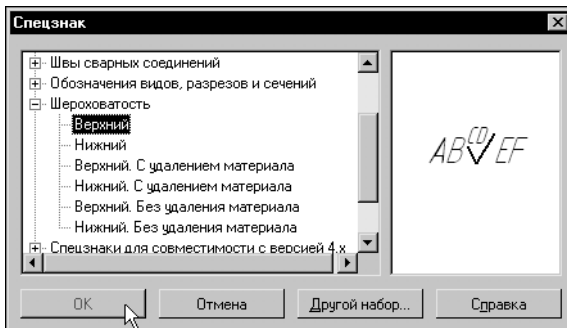 Спецзнак
Швы сварных соединений
Обозначения видов, разрезов и сечений
Шероховатость
Верхний
Нижний
Верхний. С удалением материала
Нижний. С удалением материала
Верхний. Без удаления материала
Нижний. Без удаления материала
Спецзнаки для совместимости с версией 4.x
AB CD EF
OK
Отмена
Другой набор...
Справка